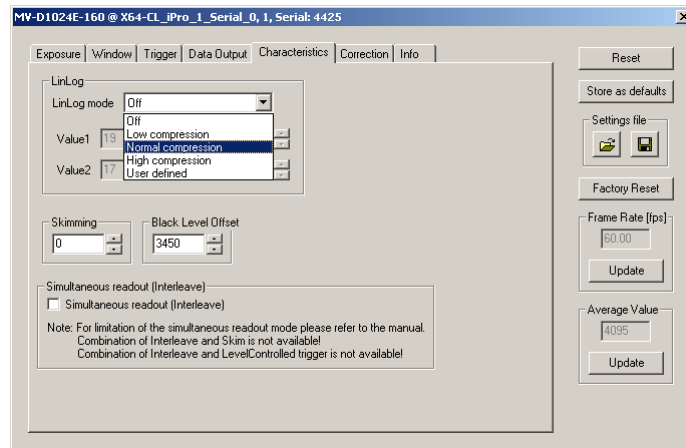 MV-D1024E-160 @ X64-CL_iPro_1_Serial_0, 1, Serial: 4425
Exposure Window Trigger Data Output Characteristics Correction Info
LinLog
LinLog mode Off
Off
Low compression
Normal compression
High compression
User defined
Value1 19
Value2 17
Skimming
0
Black Level Offset
3450
Simultaneous readout (Interleave)
Simultaneous readout (Interleave)
Note: For limitation of the simultaneous readout mode please refer to the manual.
Combination of Interleave and Skim is not available!
Combination of Interleave and LevelControlled trigger is not available!
Reset
Store as defaults
Settings file
Factory Reset
Frame Rate [fps]
60.00
Update
Average Value
4095
Update